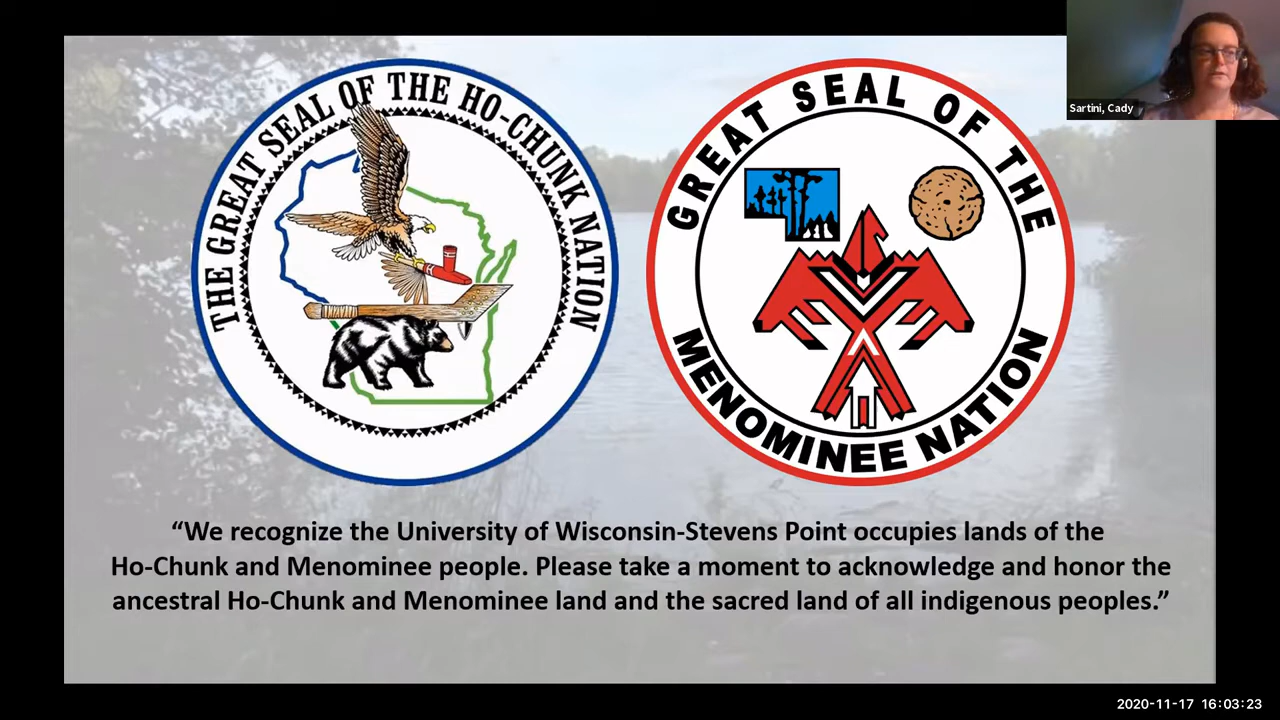 THE GREAT SEAL OF THE HO-CHUNK NATION
GREAT SEAL OF THE
MENOMINEE NATION
Sartini, Cady
“We recognize the University of Wisconsin-Stevens Point occupies lands of the
Ho-Chunk and Menominee people. Please take a moment to acknowledge and honor the
ancestral Ho-Chunk and Menominee land and the sacred land of all indigenous peoples.”
2020-11-17 16:03:23